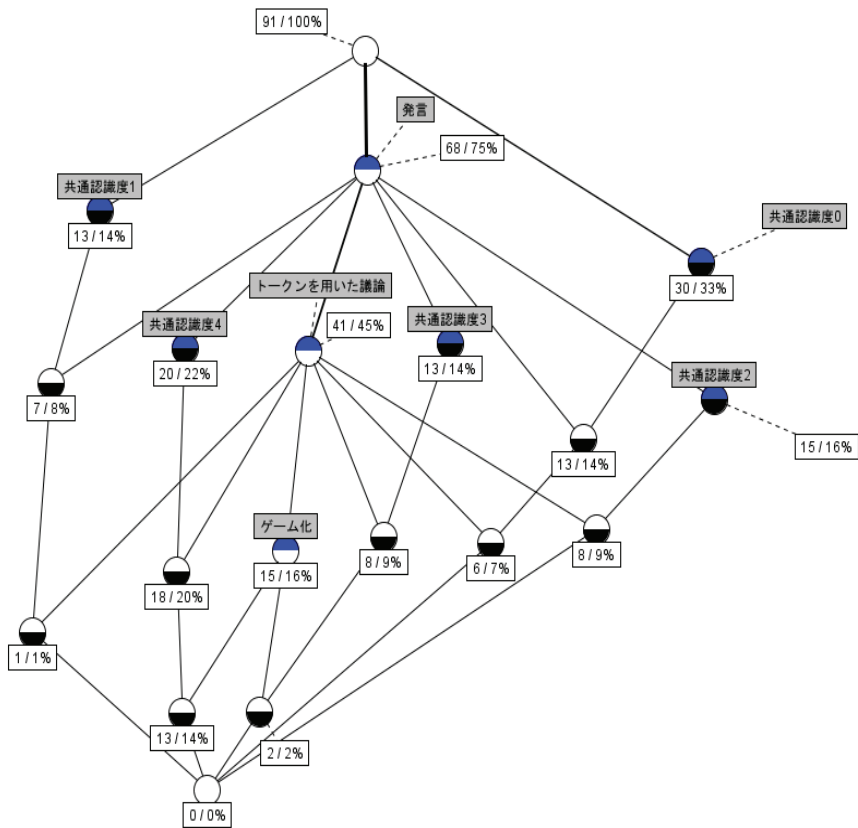 91 / 100%
発言
68 / 75%
共通認識度1
13 / 14%
共通認識度0
30 / 33%
トークンを用いた議論
41 / 45%
共通認識度4
20 / 22%
共通認識度3
13 / 14%
共通認識度2
15 / 16%
7 / 8%
13 / 14%
ゲーム化
15 / 16%
8 / 9%
6 / 7%
8 / 9%
18 / 20%
1 / 1%
13 / 14%
2 / 2%
0 / 0%